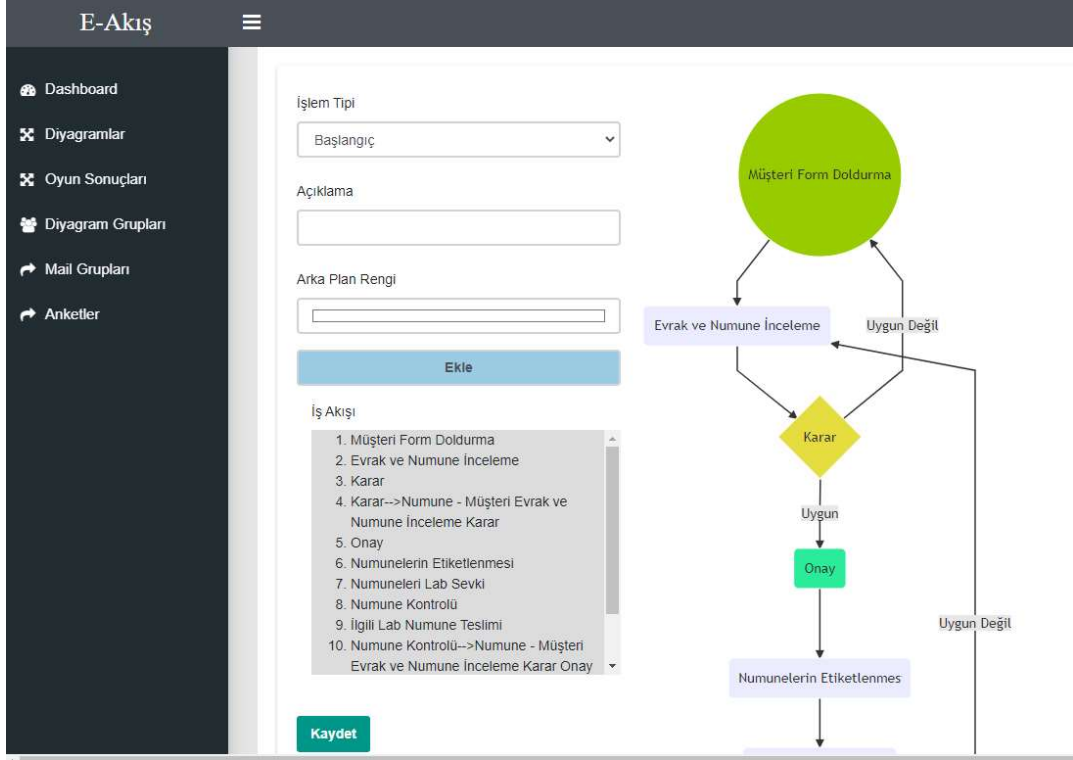 E-Akış
Dashboard
Diyagramlar
Oyun Sonuçları
Diyagram Grupları
Mail Grupları
Anketler
İşlem Tipi
Başlangıç
Açıklama
Arka Plan Rengi
Ekle
İş Akışı
1. Müşteri Form Doldurma
2. Evrak ve Numune İnceleme
3. Karar
4. Karar-->Numune - Müşteri Evrak ve
Numune İnceleme Karar
5. Onay
6. Numunelerin Etiketlenmesi
7. Numuneleri Lab Sevki
8. Numune Kontrolü
9. İlgili Lab Numune Teslimi
10. Numune Kontrolü-->Numune - Müşteri
Evrak ve Numune İnceleme Karar Onay
Kaydet
Müşteri Form Doldurma
Evrak ve Numune İnceleme
Uygun Değil
Karar
Uygun
Onay
Uygun Değil
Numunelerin Etiketlenmes